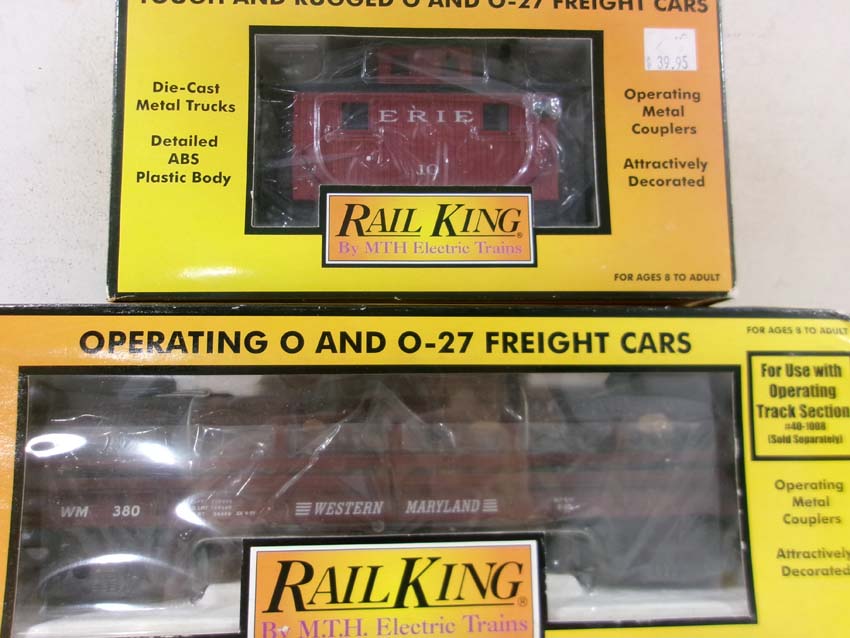 TOUGH AND RUGGED O AND O-27 FREIGHT CARS
$ 39.95
Die-Cast
Metal Trucks
Detailed
ABS
Plastic Body
ERIE
10
Operating
Metal
Couplers
Attractively
Decorated
RAIL KING®
By MTH Electric Trains
FOR AGES 8 TO ADULT
OPERATING O AND O-27 FREIGHT CARS
FOR AGES 8 TO ADULT
For Use with
Operating
Track Section
#40-1008
(Sold Separately)
WM 380
WESTERN MARYLAND
Operating
Metal
Couplers
Attractively
Decorated
RAIL KING®
By M.T.H. Electric Trains